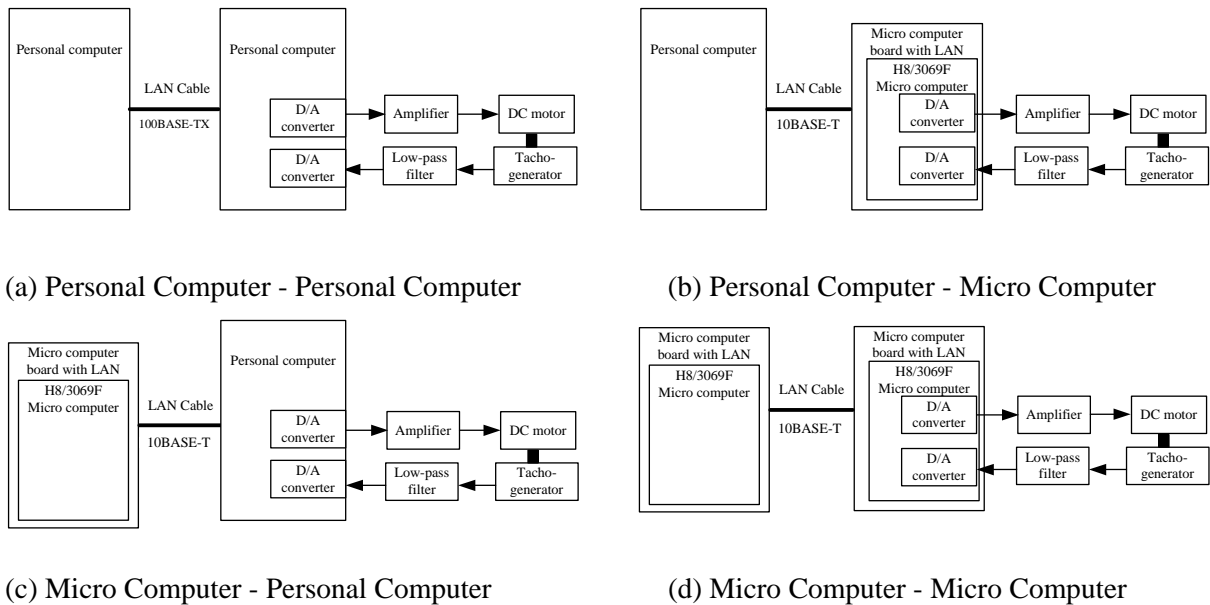 Personal computer
LAN Cable
100BASE-TX
Personal computer
D/A
converter
Amplifier
DC motor
D/A
converter
Low-pass
filter
Tacho-
generator
(a) Personal Computer - Personal Computer
Personal computer
LAN Cable
10BASE-T
Micro computer
board with LAN
H8/3069F
Micro computer
D/A
converter
Amplifier
DC motor
D/A
converter
Low-pass
filter
Tacho-
generator
(b) Personal Computer - Micro Computer
Micro computer
board with LAN
H8/3069F
Micro computer
LAN Cable
10BASE-T
Personal computer
D/A
converter
Amplifier
DC motor
D/A
converter
Low-pass
filter
Tacho-
generator
(c) Micro Computer - Personal Computer
Micro computer
board with LAN
H8/3069F
Micro computer
LAN Cable
10BASE-T
Micro computer
board with LAN
H8/3069F
Micro computer
D/A
converter
Amplifier
DC motor
D/A
converter
Low-pass
filter
Tacho-
generator
(d) Micro Computer - Micro Computer